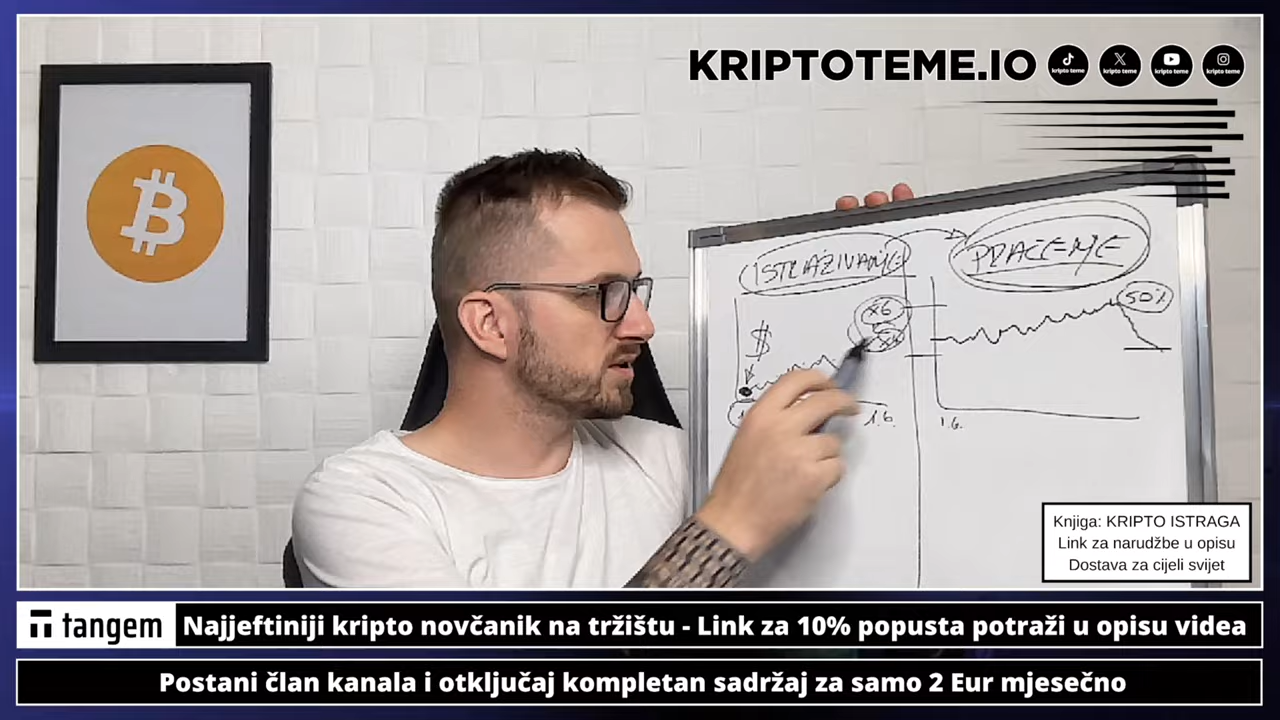 KRIPTOTEME.IO
kripto teme
kripto teme
kripto teme
kripto teme
ISTRAŽIVANJE
PRAĆENJE
$
x6
50%
1.6.
1.6.
Knjiga: KRIPTO ISTRAGA
Link za narudžbe u opisu
Dostava za cijeli svijet
tangem
Najjeftiniji kripto novčanik na tržištu - Link za 10% popusta potraži u opisu videa
Postani član kanala i otključaj kompletan sadržaj za samo 2 Eur mjesečno